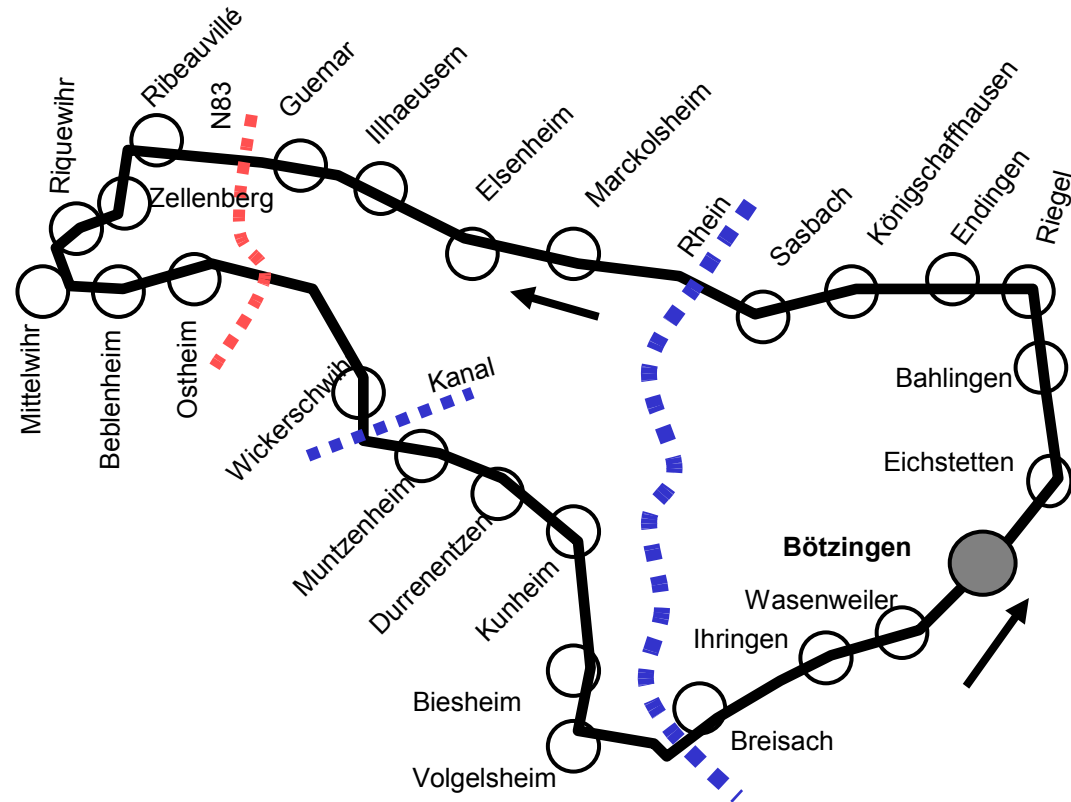 Ribeauvillé
N83
Guemar
Illhaeusern
Riquewihr
Zellenberg
Elsenheim
Marckolsheim
Rhein
Sasbach
Königschaffhausen
Endingen
Riegel
Mittelwihr
Beblenheim
Ostheim
Wickerschwih
Kanal
Bahlingen
Eichstetten
Muntzenheim
Durrenentzen
Kunheim
Bötzingen
Wasenweiler
Ihringen
Biesheim
Breisach
Volgelsheim